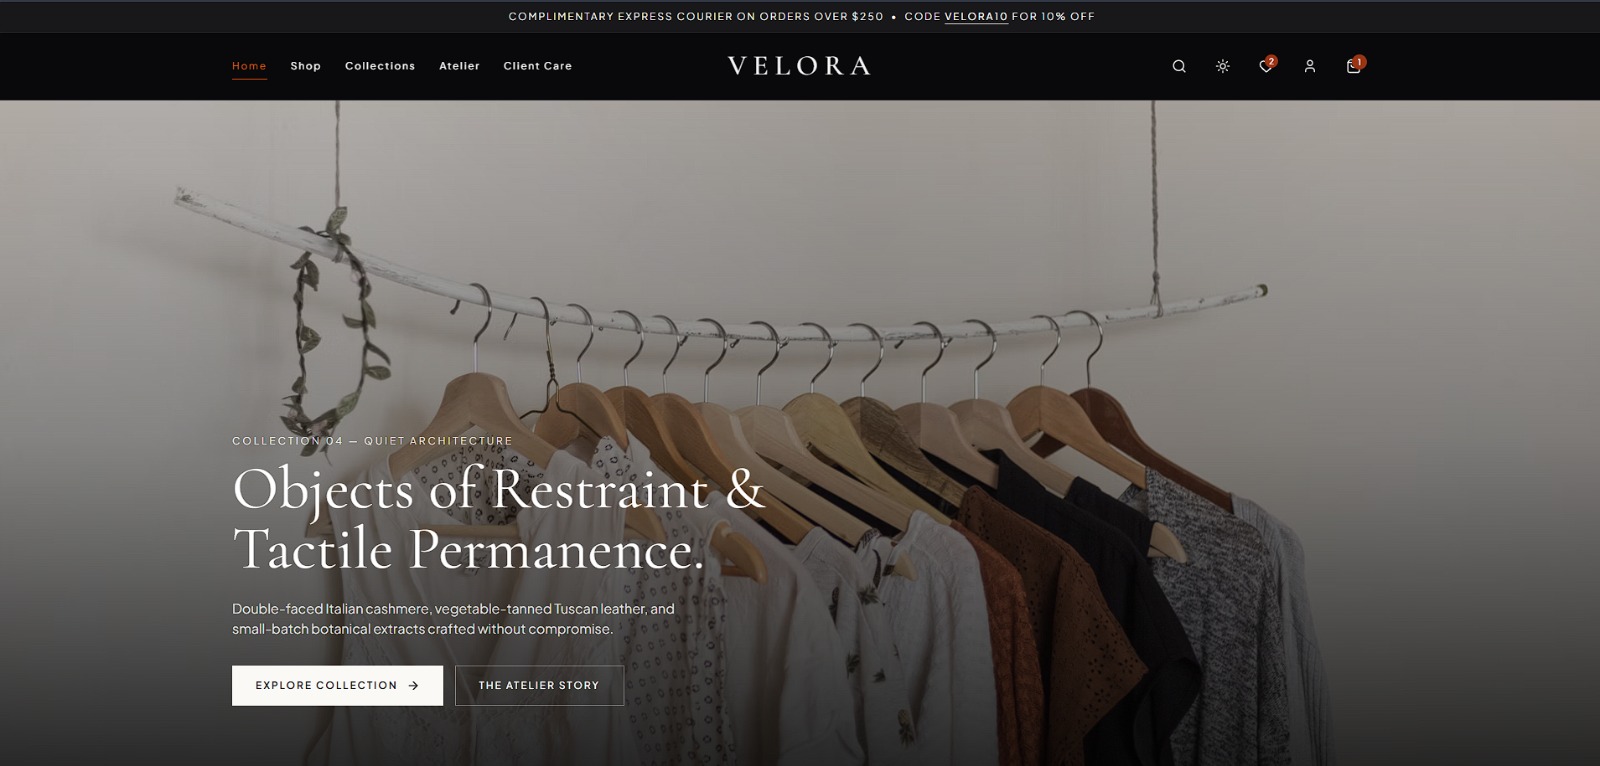 COMPLIMENTARY EXPRESS COURIER ON ORDERS OVER $250 • CODE VELORA10 FOR 10% OFF
Home Shop Collections Atelier Client Care VELORA 2 1
COLLECTION 04 — QUIET ARCHITECTURE
Objects of Restraint &
Tactile Permanence.
Double-faced Italian cashmere, vegetable-tanned Tuscan leather, and
small-batch botanical extracts crafted without compromise.
EXPLORE COLLECTION → THE ATELIER STORY